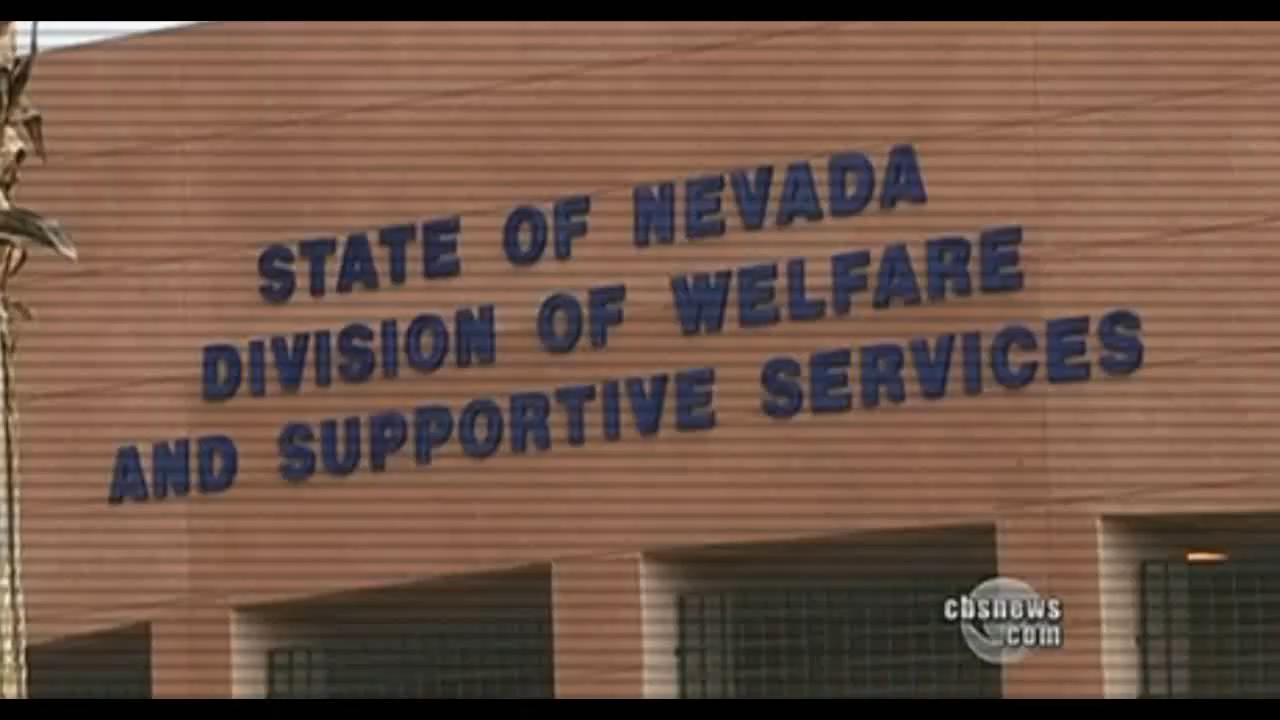 STATE OF NEVADA
DIVISION OF WELFARE
AND SUPPORTIVE SERVICES
cbsnews
.com